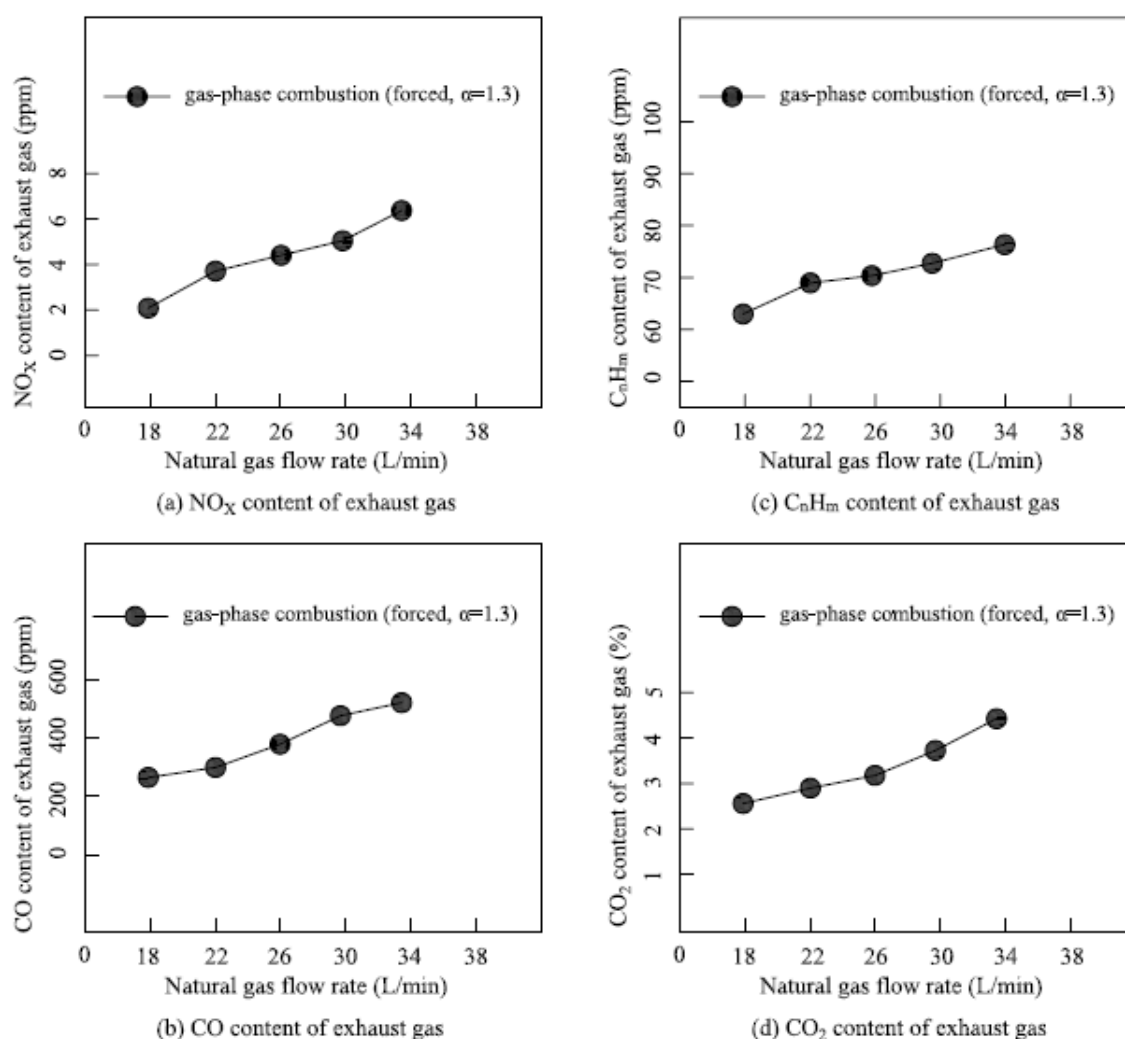 NOX content of exhaust gas (ppm)
gas-phase combustion (forced, α=1.3)
8
6
4
2
0
0 18 22 26 30 34 38
Natural gas flow rate (L/min)
(a) NOX content of exhaust gas
CnHm content of exhaust gas (ppm)
gas-phase combustion (forced, α=1.3)
100
90
80
70
60
0
0 18 22 26 30 34 38
Natural gas flow rate (L/min)
(c) CnHm content of exhaust gas
CO content of exhaust gas (ppm)
gas-phase combustion (forced, α=1.3)
600
400
200
0
0 18 22 26 30 34 38
Natural gas flow rate (L/min)
(b) CO content of exhaust gas
CO2 content of exhaust gas (%)
gas-phase combustion (forced, α=1.3)
5
4
3
2
1
0 18 22 26 30 34 38
Natural gas flow rate (L/min)
(d) CO2 content of exhaust gas